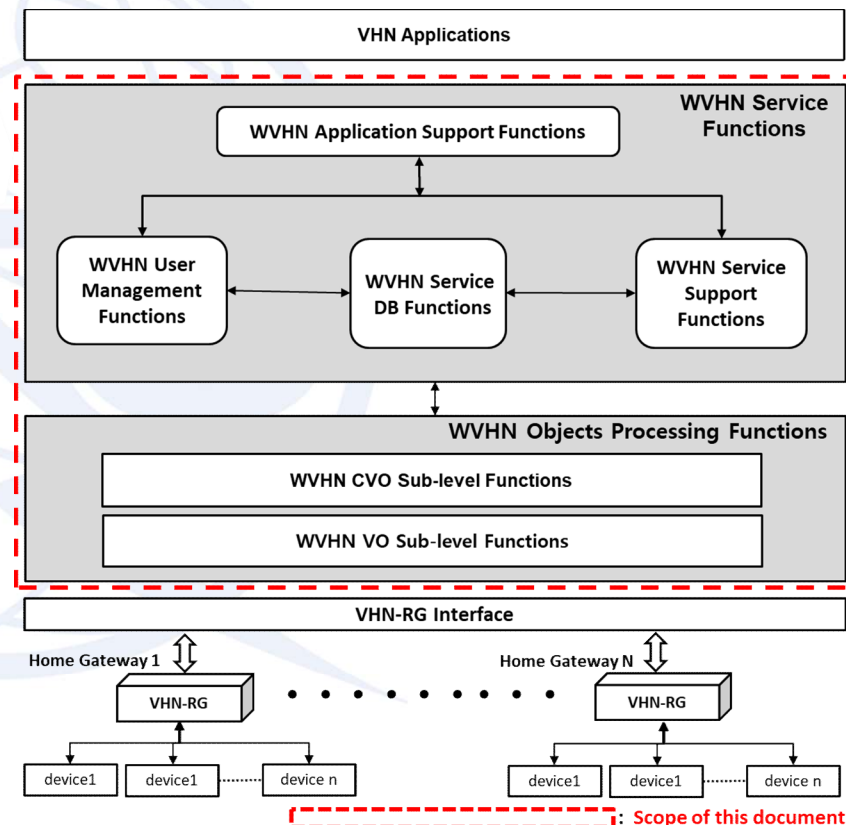 VHN Applications
WVHN Service
Functions
WVHN Application Support Functions
WVHN User
Management
Functions
WVHN Service
DB Functions
WVHN Service
Support
Functions
WVHN Objects Processing Functions
WVHN CVO Sub-level Functions
WVHN VO Sub-level Functions
VHN-RG Interface
Home Gateway 1
Home Gateway N
VHN-RG
VHN-RG
device1
device1
device n
device1
device1
device n
: Scope of this document